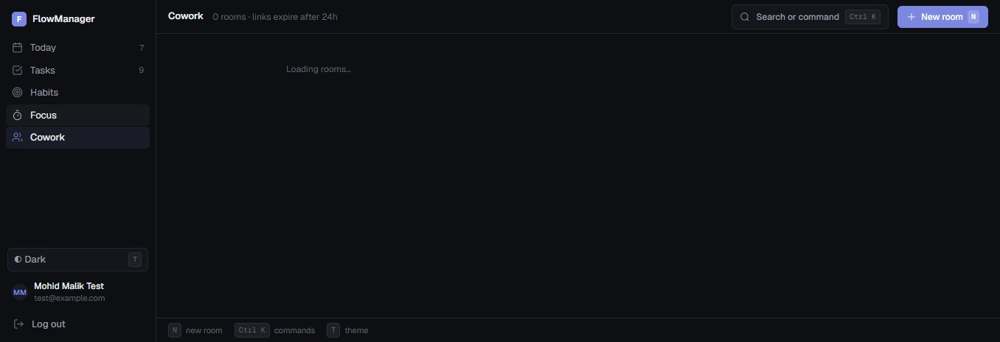 F FlowManager
Cowork 0 rooms · links expire after 24h
Search or command Ctrl K
New room N
Today 7
Tasks 9
Habits
Focus
Cowork
Loading rooms...
Dark T
MM Mohid Malik Test
test@example.com
Log out
N new room Ctrl K commands T theme